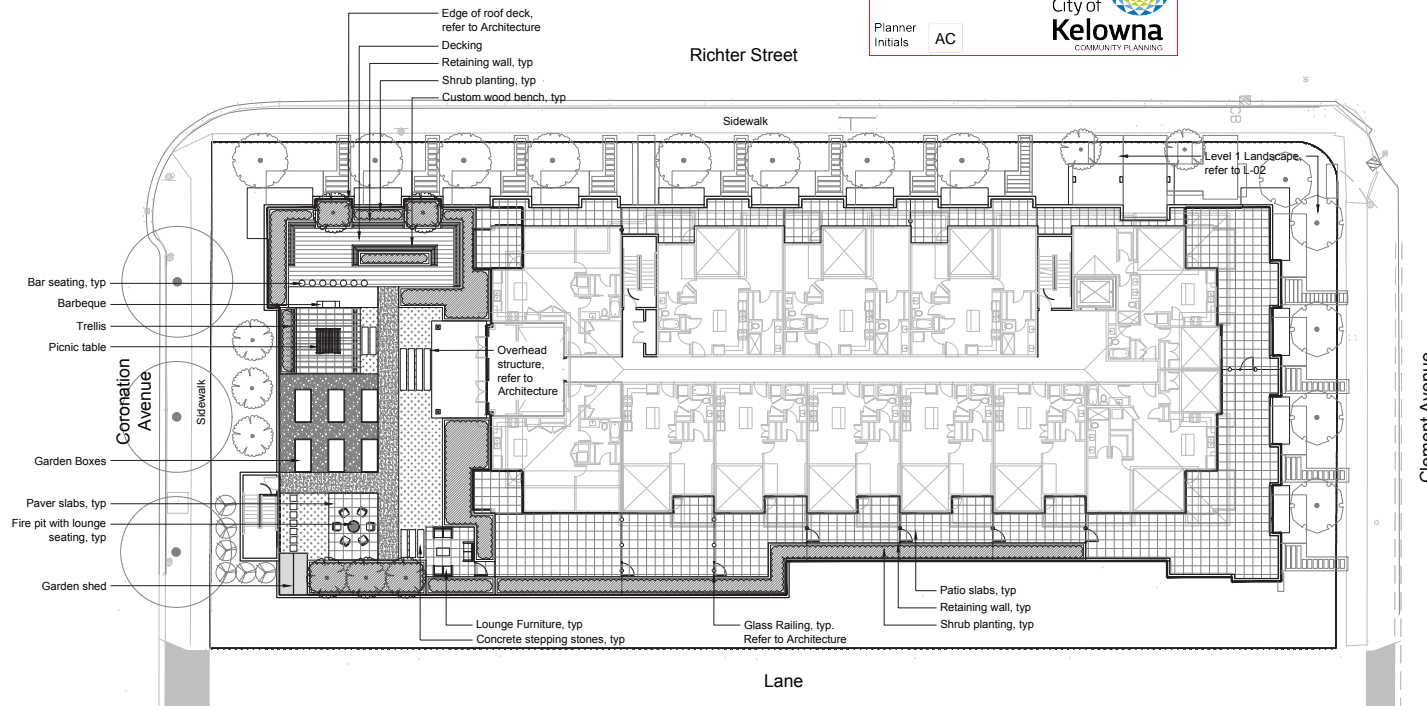 City of
Kelowna
COMMUNITY PLANNING
Planner
Initials
AC
Richter Street
Edge of roof deck,
refer to Architecture
Decking
Retaining wall, typ
Shrub planting, typ
Custom wood bench, typ
Sidewalk
CB
Level 1 Landscape,
refer to L-02
Bar seating, typ
Barbeque
Trellis
Picnic table
Overhead
structure,
refer to
Architecture
Coronation
Avenue
Sidewalk
Clement Avenue
Garden Boxes
Paver slabs, typ
Fire pit with lounge
seating, typ
Garden shed
Lounge Furniture, typ
Concrete stepping stones, typ
Glass Railing, typ.
Refer to Architecture
Patio slabs, typ
Retaining wall, typ
Shrub planting, typ
Lane